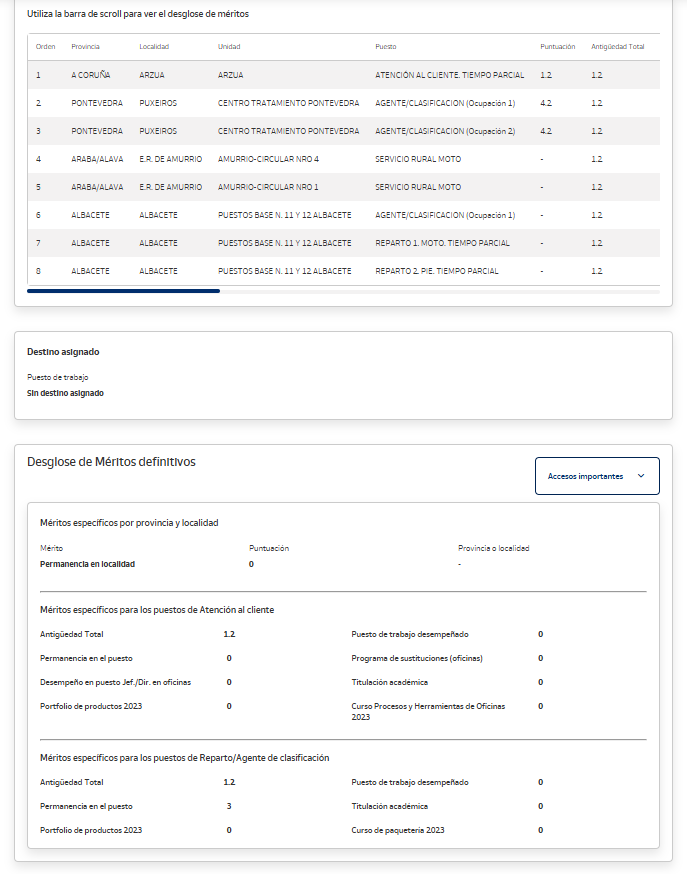 Utiliza la barra de scroll para ver el desglose de méritos
Orden Provincia Localidad Unidad Puesto Puntuación Antigüedad Total
1 A CORUÑA ARZUA ARZUA ATENCIÓN AL CLIENTE. TIEMPO PARCIAL 1.2 1.2
2 PONTEVEDRA PUXEIROS CENTRO TRATAMIENTO PONTEVEDRA AGENTE/CLASIFICACION (Ocupación 1) 4.2 1.2
3 PONTEVEDRA PUXEIROS CENTRO TRATAMIENTO PONTEVEDRA AGENTE/CLASIFICACION (Ocupación 2) 4.2 1.2
4 ARABA/ALAVA E.R. DE AMURRIO AMURRIO-CIRCULAR NRO 4 SERVICIO RURAL MOTO - 1.2
5 ARABA/ALAVA E.R. DE AMURRIO AMURRIO-CIRCULAR NRO 1 SERVICIO RURAL MOTO - 1.2
6 ALBACETE ALBACETE PUESTOS BASE N. 11 Y 12 ALBACETE AGENTE/CLASIFICACION (Ocupación 1) - 1.2
7 ALBACETE ALBACETE PUESTOS BASE N. 11 Y 12 ALBACETE REPARTO 1. MOTO. TIEMPO PARCIAL - 1.2
8 ALBACETE ALBACETE PUESTOS BASE N. 11 Y 12 ALBACETE REPARTO 2. PIE. TIEMPO PARCIAL - 1.2
Destino asignado
Puesto de trabajo
Sin destino asignado
Desglose de Méritos definitivos
Accesos importantes
Méritos específicos por provincia y localidad
Mérito Puntuación Provincia o localidad
Permanencia en localidad 0 -
Méritos específicos para los puestos de Atención al cliente
Antigüedad Total 1.2 Puesto de trabajo desempeñado 0
Permanencia en el puesto 0 Programa de sustituciones (oficinas) 0
Desempeño en puesto Jef./Dir. en oficinas 0 Titulación académica 0
Portfolio de productos 2023 0 Curso Procesos y Herramientas de Oficinas 0
2023
Méritos específicos para los puestos de Reparto/Agente de clasificación
Antigüedad Total 1.2 Puesto de trabajo desempeñado 0
Permanencia en el puesto 3 Titulación académica 0
Portfolio de productos 2023 0 Curso de paquetería 2023 0